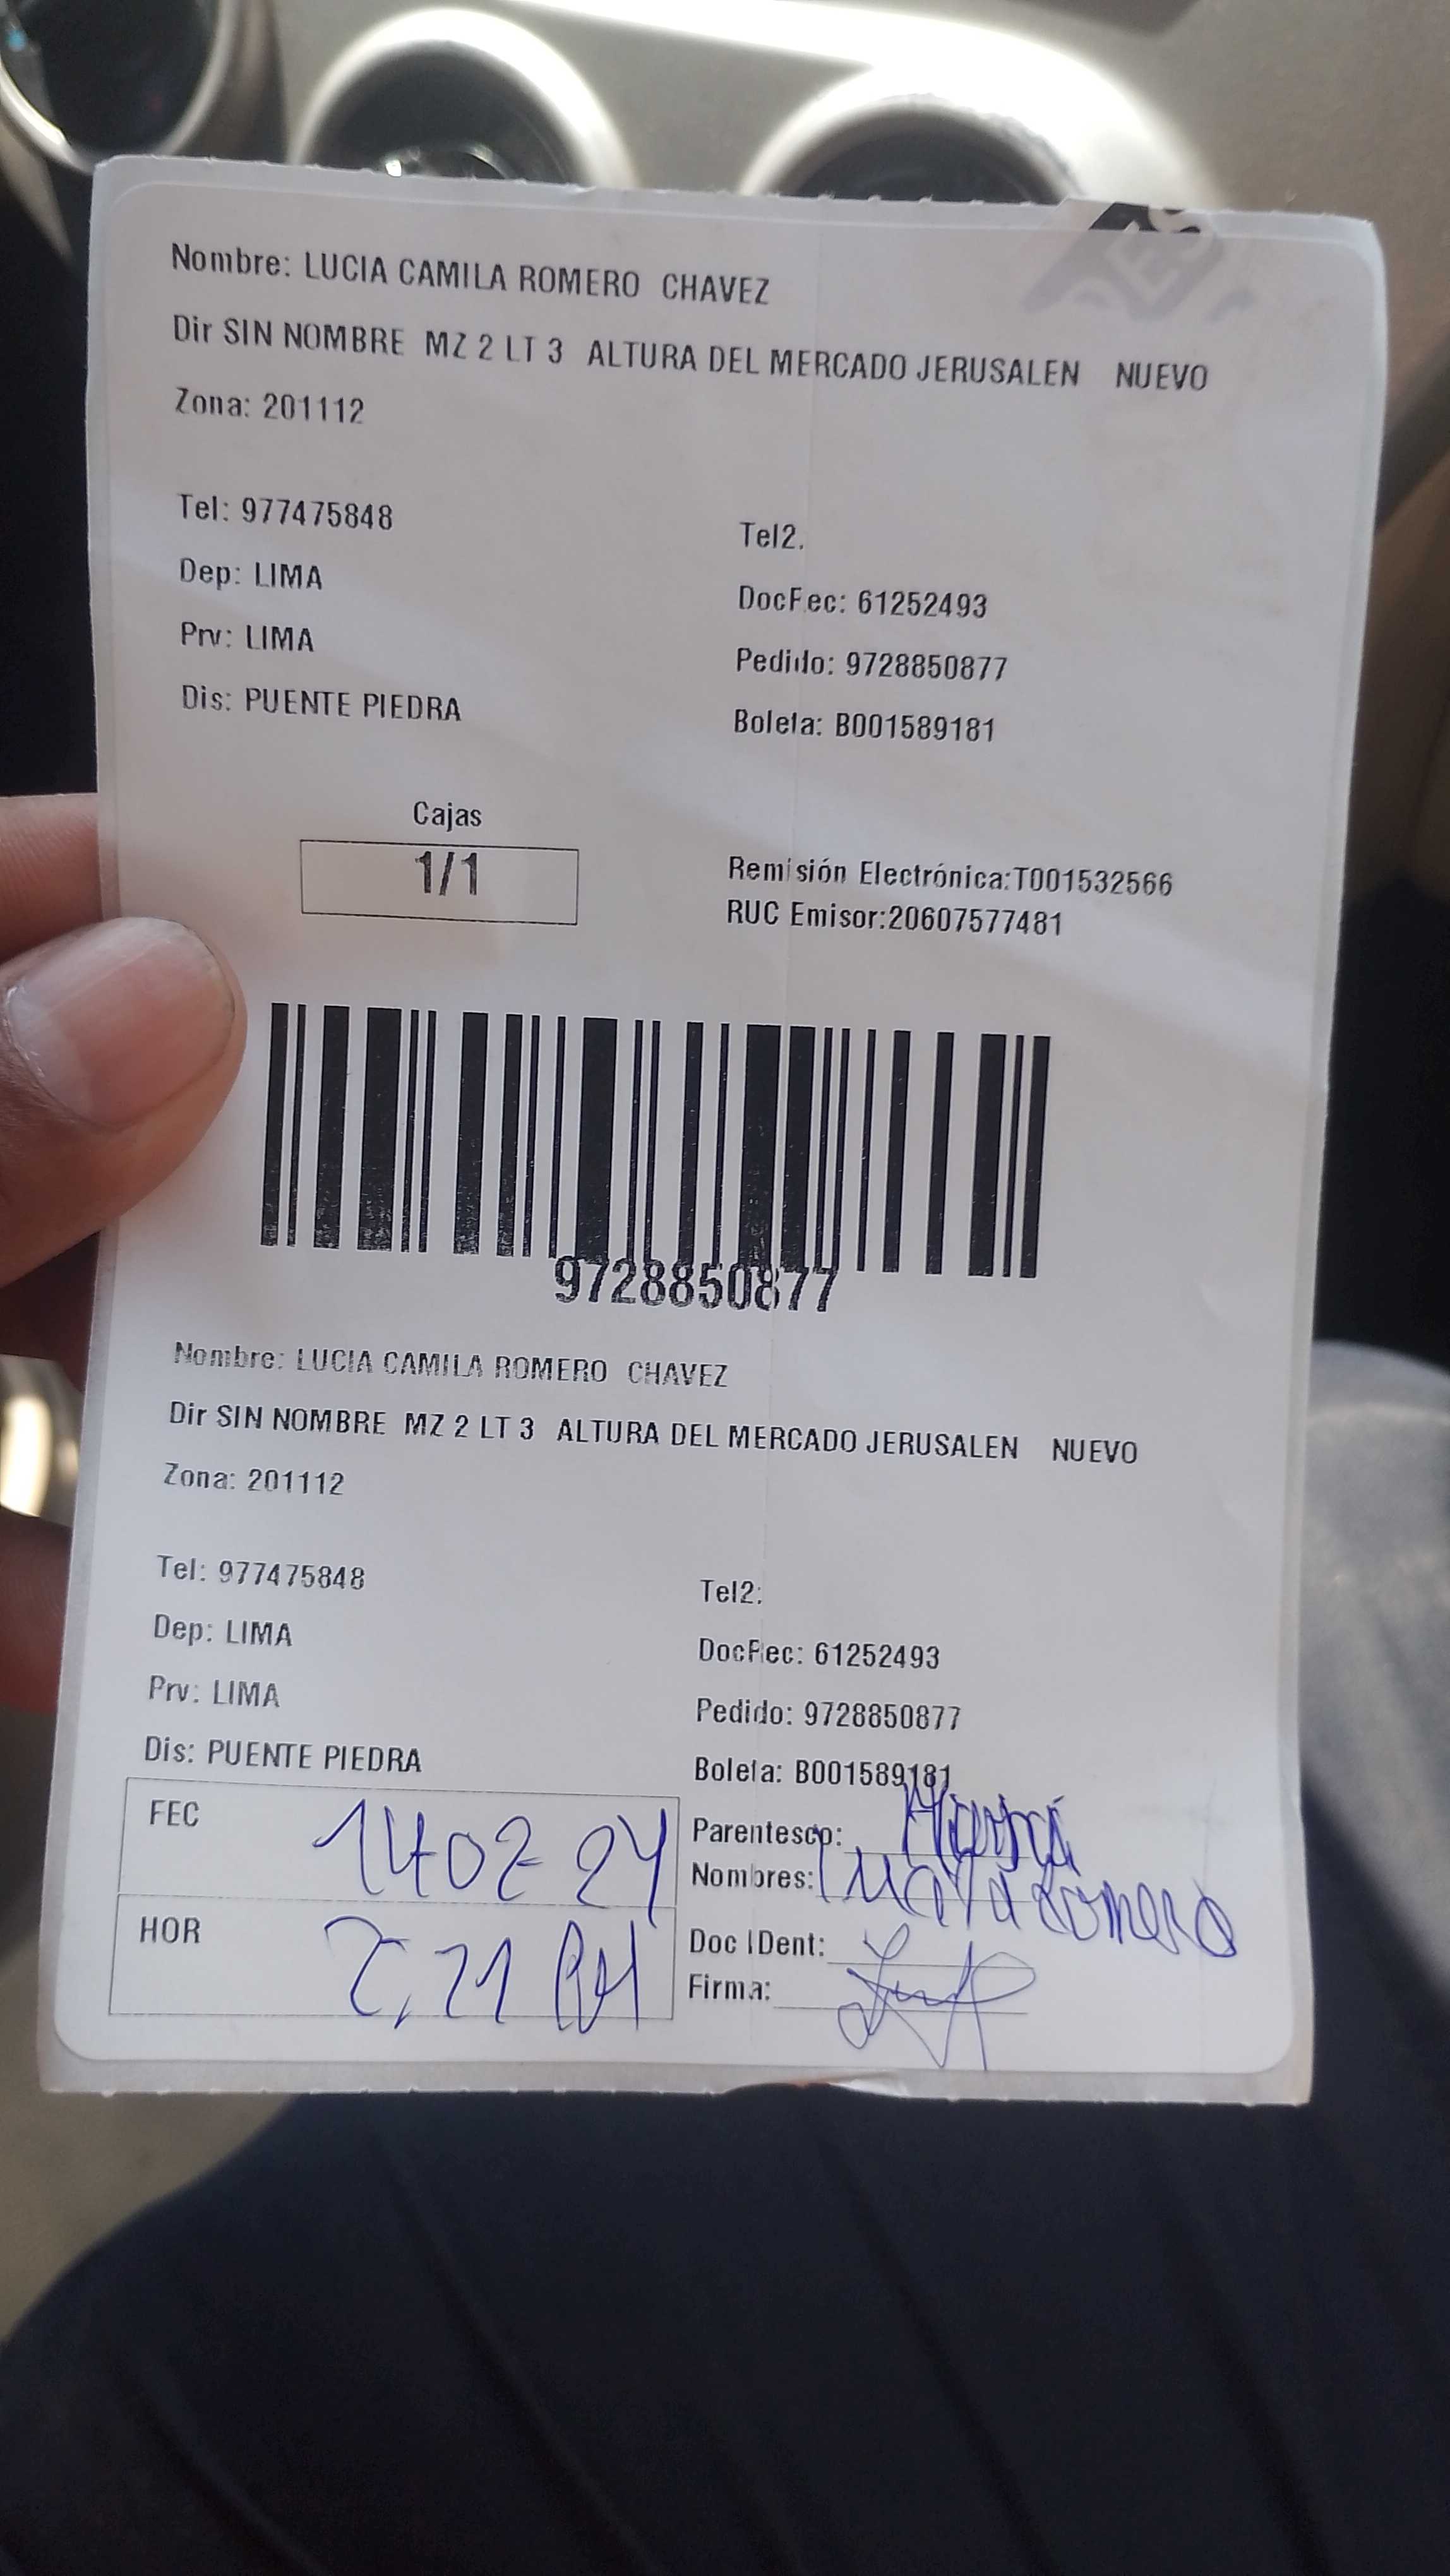 Nombre: LUCIA CAMILA ROMERO CHAVEZ
Dir SIN NOMBRE MZ 2 LT 3 ALTURA DEL MERCADO JERUSALEN NUEVO
Zona: 201112
Tel: 977475848
Tel2.
Dep: LIMA
DocRec: 61252493
Prv: LIMA
Pedido: 9728850877
Dis: PUENTE PIEDRA
Boleta: B001589181
Cajas
1/1
Remisión Electrónica:T001532566
RUC Emisor:20607577481
9728850877
Nombre: LUCIA CAMILA ROMERO CHAVEZ
Dir SIN NOMBRE MZ 2 LT 3 ALTURA DEL MERCADO JERUSALEN NUEVO
Zona: 201112
Tel: 977475848
Tel2:
Dep: LIMA
DocRec: 61252493
Prv: LIMA
Pedido: 9728850877
Dis: PUENTE PIEDRA
Boleta: B001589181
FEC 14 02 24
Parentesco:
Nombres: Romero
HOR 2,21 PM
Doc IDent:
Firma: